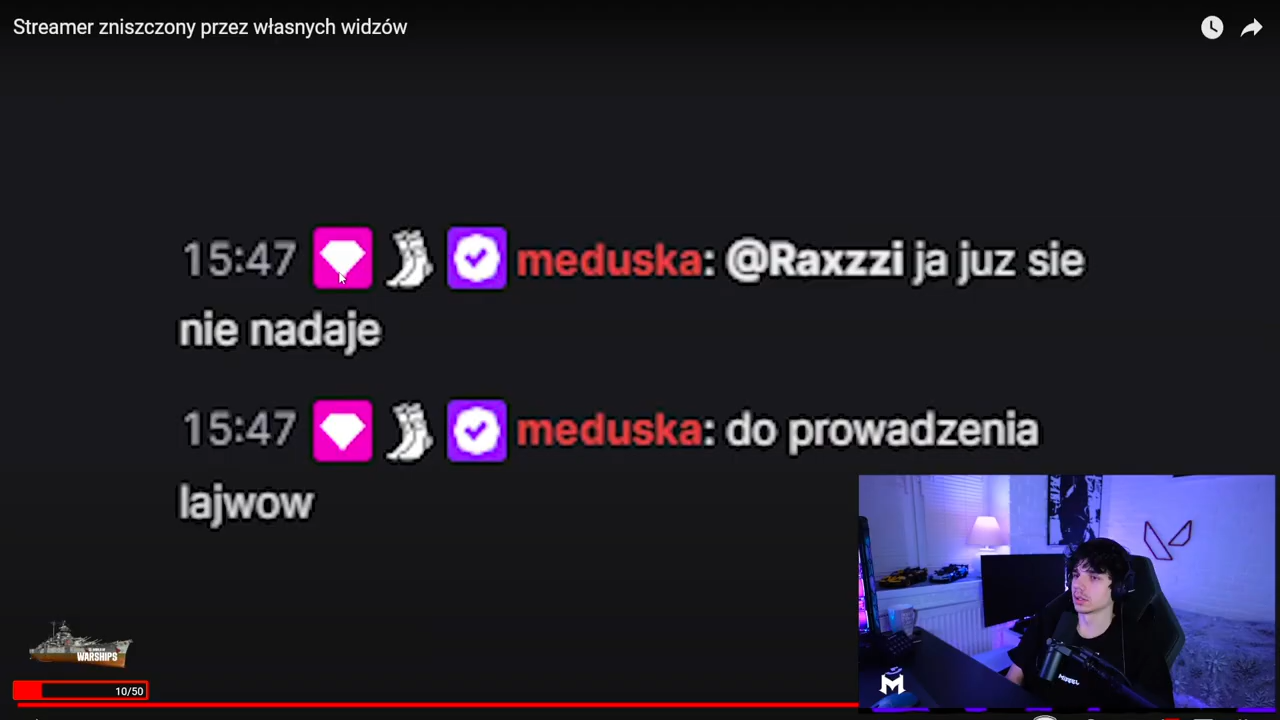 Streamer zniszczony przez własnych widzów
15:47 meduska: @Raxzzi ja juz sie
nie nadaje
15:47 meduska: do prowadzenia
lajwow
WARSHIPS
10/50